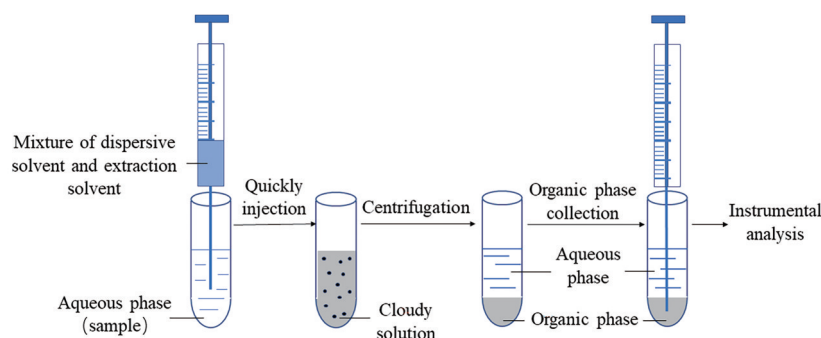 Mixture of dispersive
solvent and extraction
solvent
Aqueous phase
(sample)
Quickly
injection
Cloudy
solution
Centrifugation
Organic phase
collection
Aqueous
phase
Organic phase
Instrumental
analysis